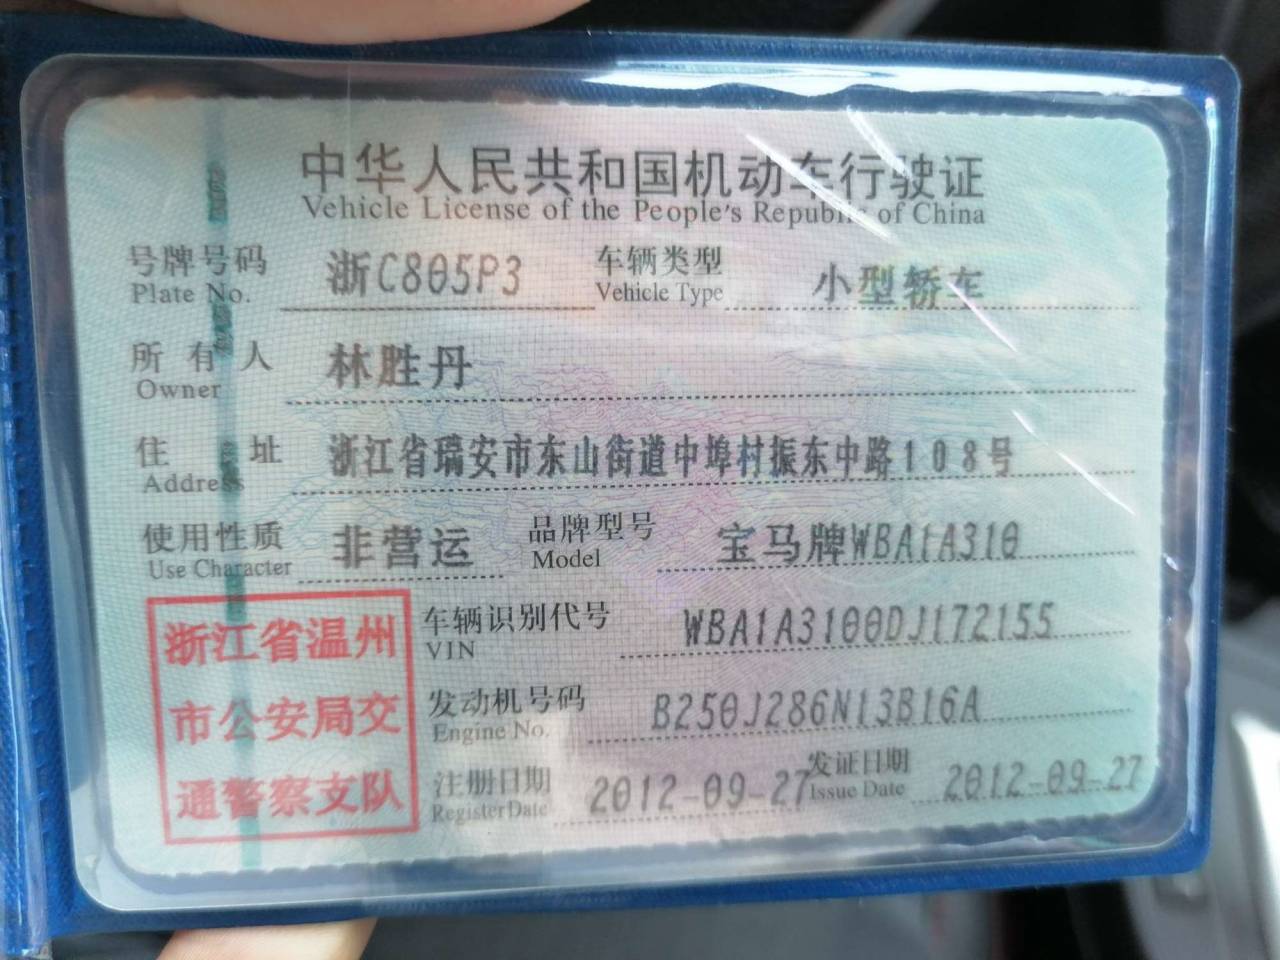 中华人民共和国机动车行驶证
Vehicle License of the People's Republic of China
号牌号码 浙C805P3 车辆类型 小型轿车
Plate No. Vehicle Type
所有人 林胜丹
Owner
住址 浙江省瑞安市东山街道中埠村振东中路108号
Address
使用性质 非营运 品牌型号 宝马牌WBA1A310
Use Character Model
浙江省温州
市公安局交
通警察支队
车辆识别代号 WBA1A3100DJ172155
VIN
发动机号码 B250J286N13B16A
Engine No.
注册日期 2012-09-27 发证日期 2012-09-27
Register Date Issue Date